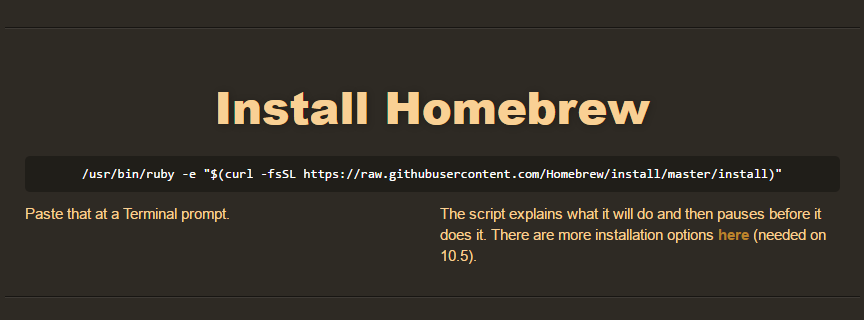 Install Homebrew
/usr/bin/ruby -e "$(curl -fsSL https://raw.githubusercontent.com/Homebrew/install/master/install)"
Paste that at a Terminal prompt.
The script explains what it will do and then pauses before it
does it. There are more installation options here (needed on
10.5).